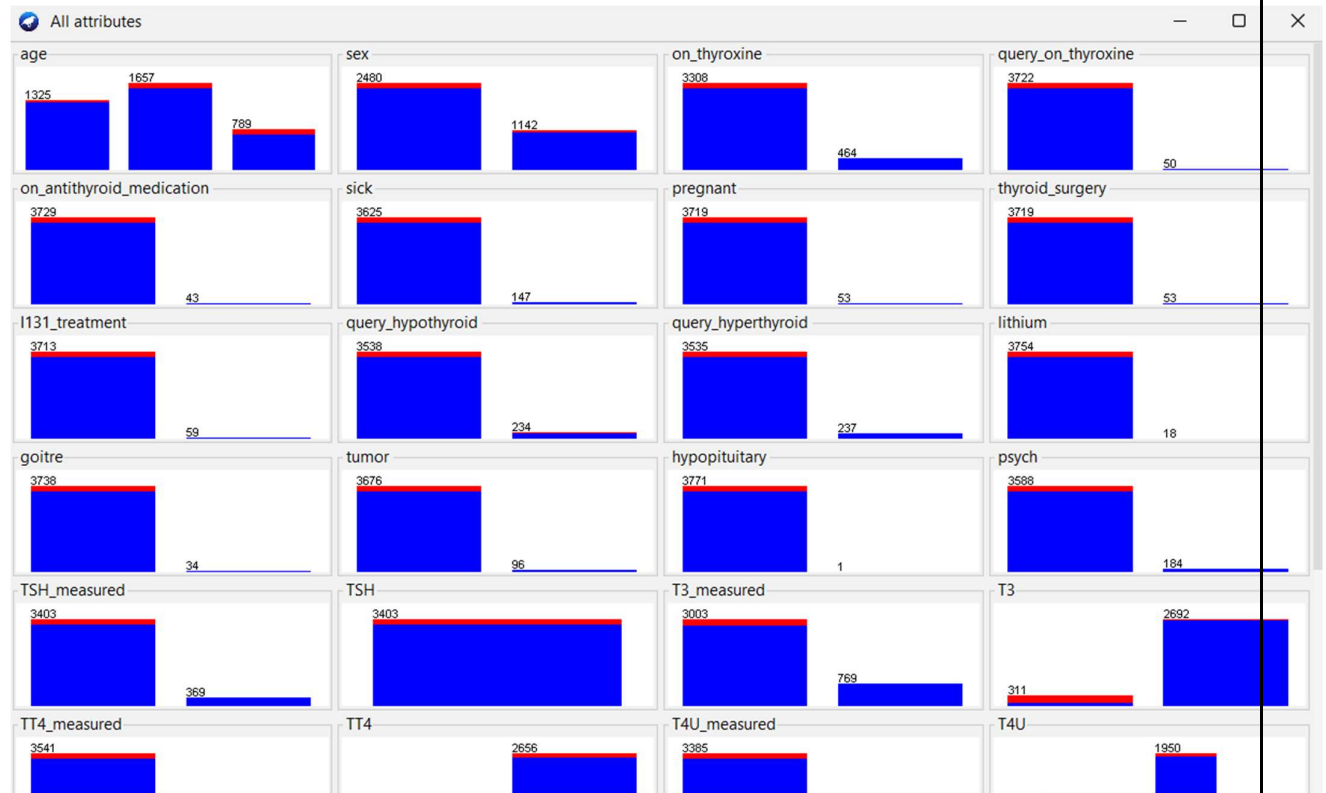 All attributes
age sex on_thyroxine query_on_thyroxine
1325 1657 789 2480 1142 3308 464 3722 50
on_antithyroid_medication sick pregnant thyroid_surgery
3729 43 3625 147 3719 53 3719 53
I131_treatment query_hypothyroid query_hyperthyroid lithium
3713 59 3538 234 3535 237 3754 18
goitre tumor hypopituitary psych
3738 34 3676 96 3771 1 3588 184
TSH_measured TSH T3_measured T3
3403 369 3403 3003 769 311 2692
TT4_measured TT4 T4U_measured T4U
3541 2656 3385 1950